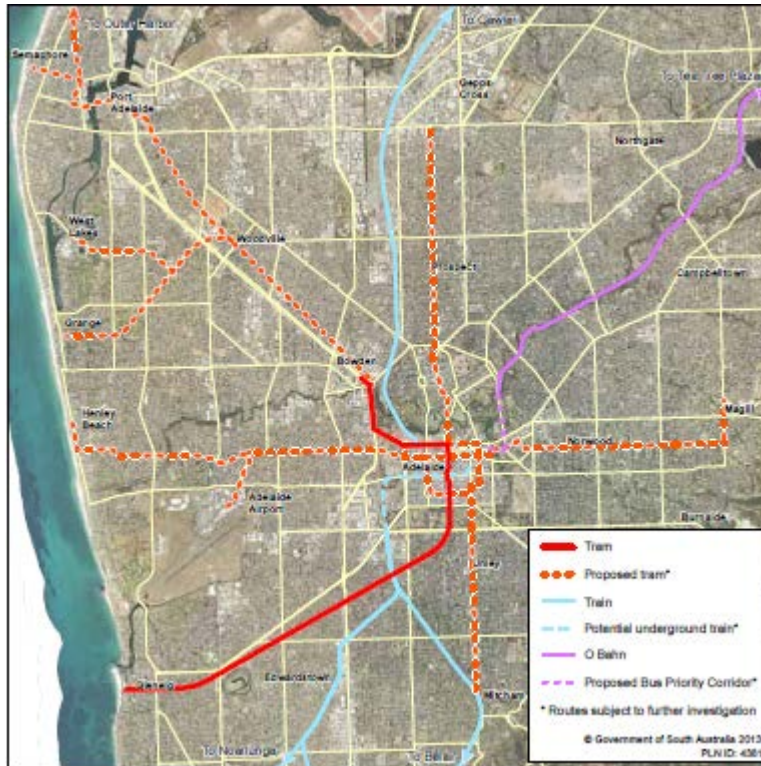 To Outer Harbor
To Gawler
Semaphore
Gepps
Cross
To Tea Tree Plaza
Port
Adelaide
Northgate
West
Lakes
Woodville
Prospect
Campbelltown
Grange
Bowden
Henley
Beach
Magill
Norwood
Adelaide
Adelaide
Airport
Burnside
Unley
Glenelg
Edwardstown
Mitcham
To Noarlunga
To Belair
Tram
Proposed tram*
Train
Potential underground train*
O Bahn
Proposed Bus Priority Corridor*
* Routes subject to further investigation
© Government of South Australia 2013
PLN ID: 4361